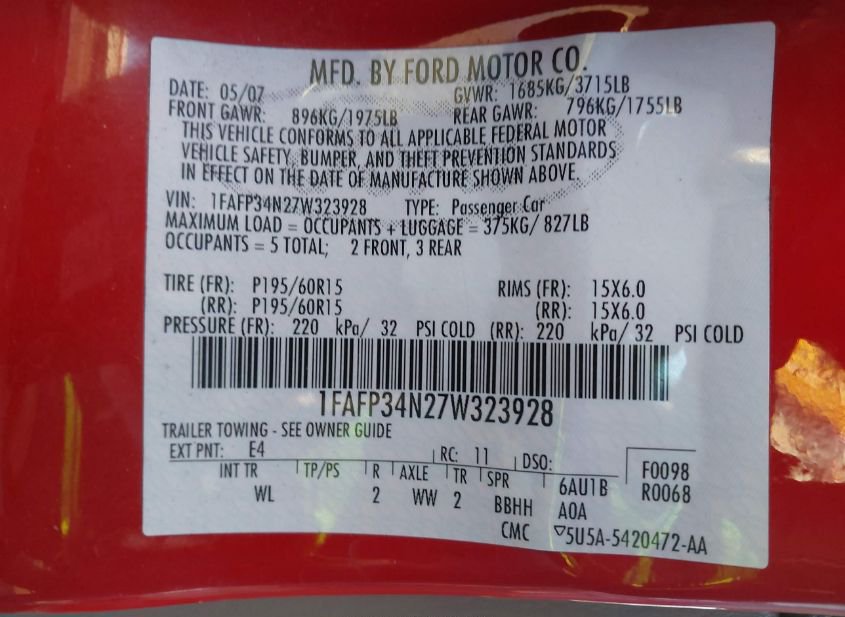 MFD. BY FORD MOTOR CO.
DATE: 05/07 GVWR: 1685KG/3715LB
FRONT GAWR: 896KG/1975LB REAR GAWR: 796KG/1755LB
THIS VEHICLE CONFORMS TO ALL APPLICABLE FEDERAL MOTOR
VEHICLE SAFETY, BUMPER, AND THEFT PREVENTION STANDARDS
IN EFFECT ON THE DATE OF MANUFACTURE SHOWN ABOVE.
VIN: 1FAFP34N27W323928 TYPE: Passenger Car
MAXIMUM LOAD = OCCUPANTS + LUGGAGE = 375KG/ 827LB
OCCUPANTS = 5 TOTAL; 2 FRONT, 3 REAR
TIRE (FR): P195/60R15 RIMS (FR): 15X6.0
(RR): P195/60R15 (RR): 15X6.0
PRESSURE (FR): 220 kPa/ 32 PSI COLD (RR): 220 kPa/ 32 PSI COLD
1FAFP34N27W323928
TRAILER TOWING - SEE OWNER GUIDE
EXT PNT: E4 RC: 11 DSO: F0098
INT TR TP/PS R AXLE TR SPR 6AU1B R0068
WL 2 WW 2 BBHH AOA
CMC ▽5U5A-5420472-AA